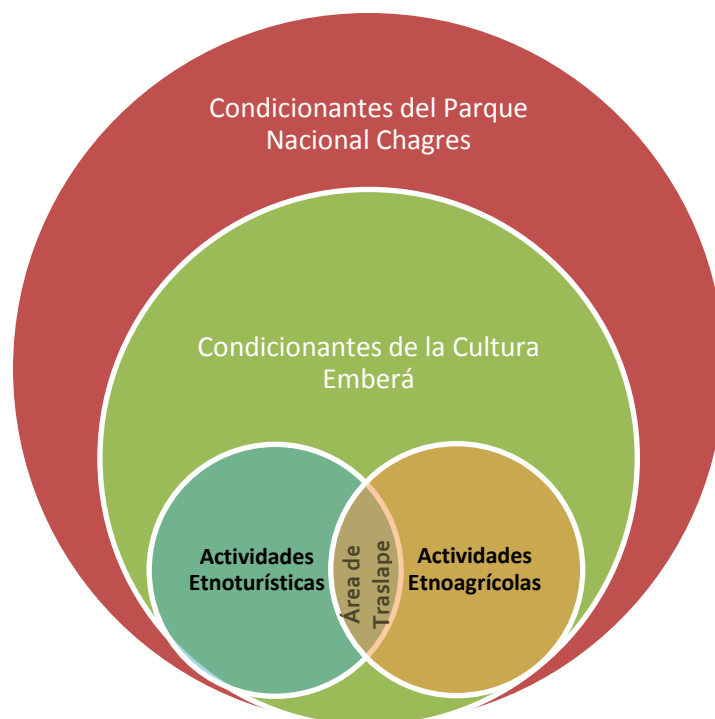 Condicionantes del Parque
Nacional Chagres
Condicionantes de la Cultura
Emberá
Actividades
Etnoturísticas
Área de
Traslape
Actividades
Etnoagrícolas